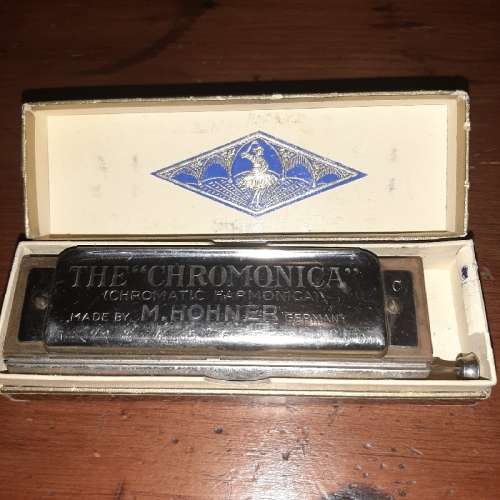 THE "CHROMONICA"
(CHROMATIC HARMONICA)
MADE BY M. HOHNER GERMANY
C